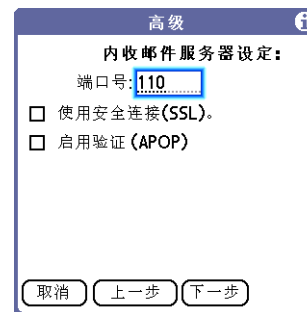 高级
内收邮件服务器设定:
端口号:110
使用安全连接(SSL)。
启用验证 (APOP)
取消 上一步 下一步